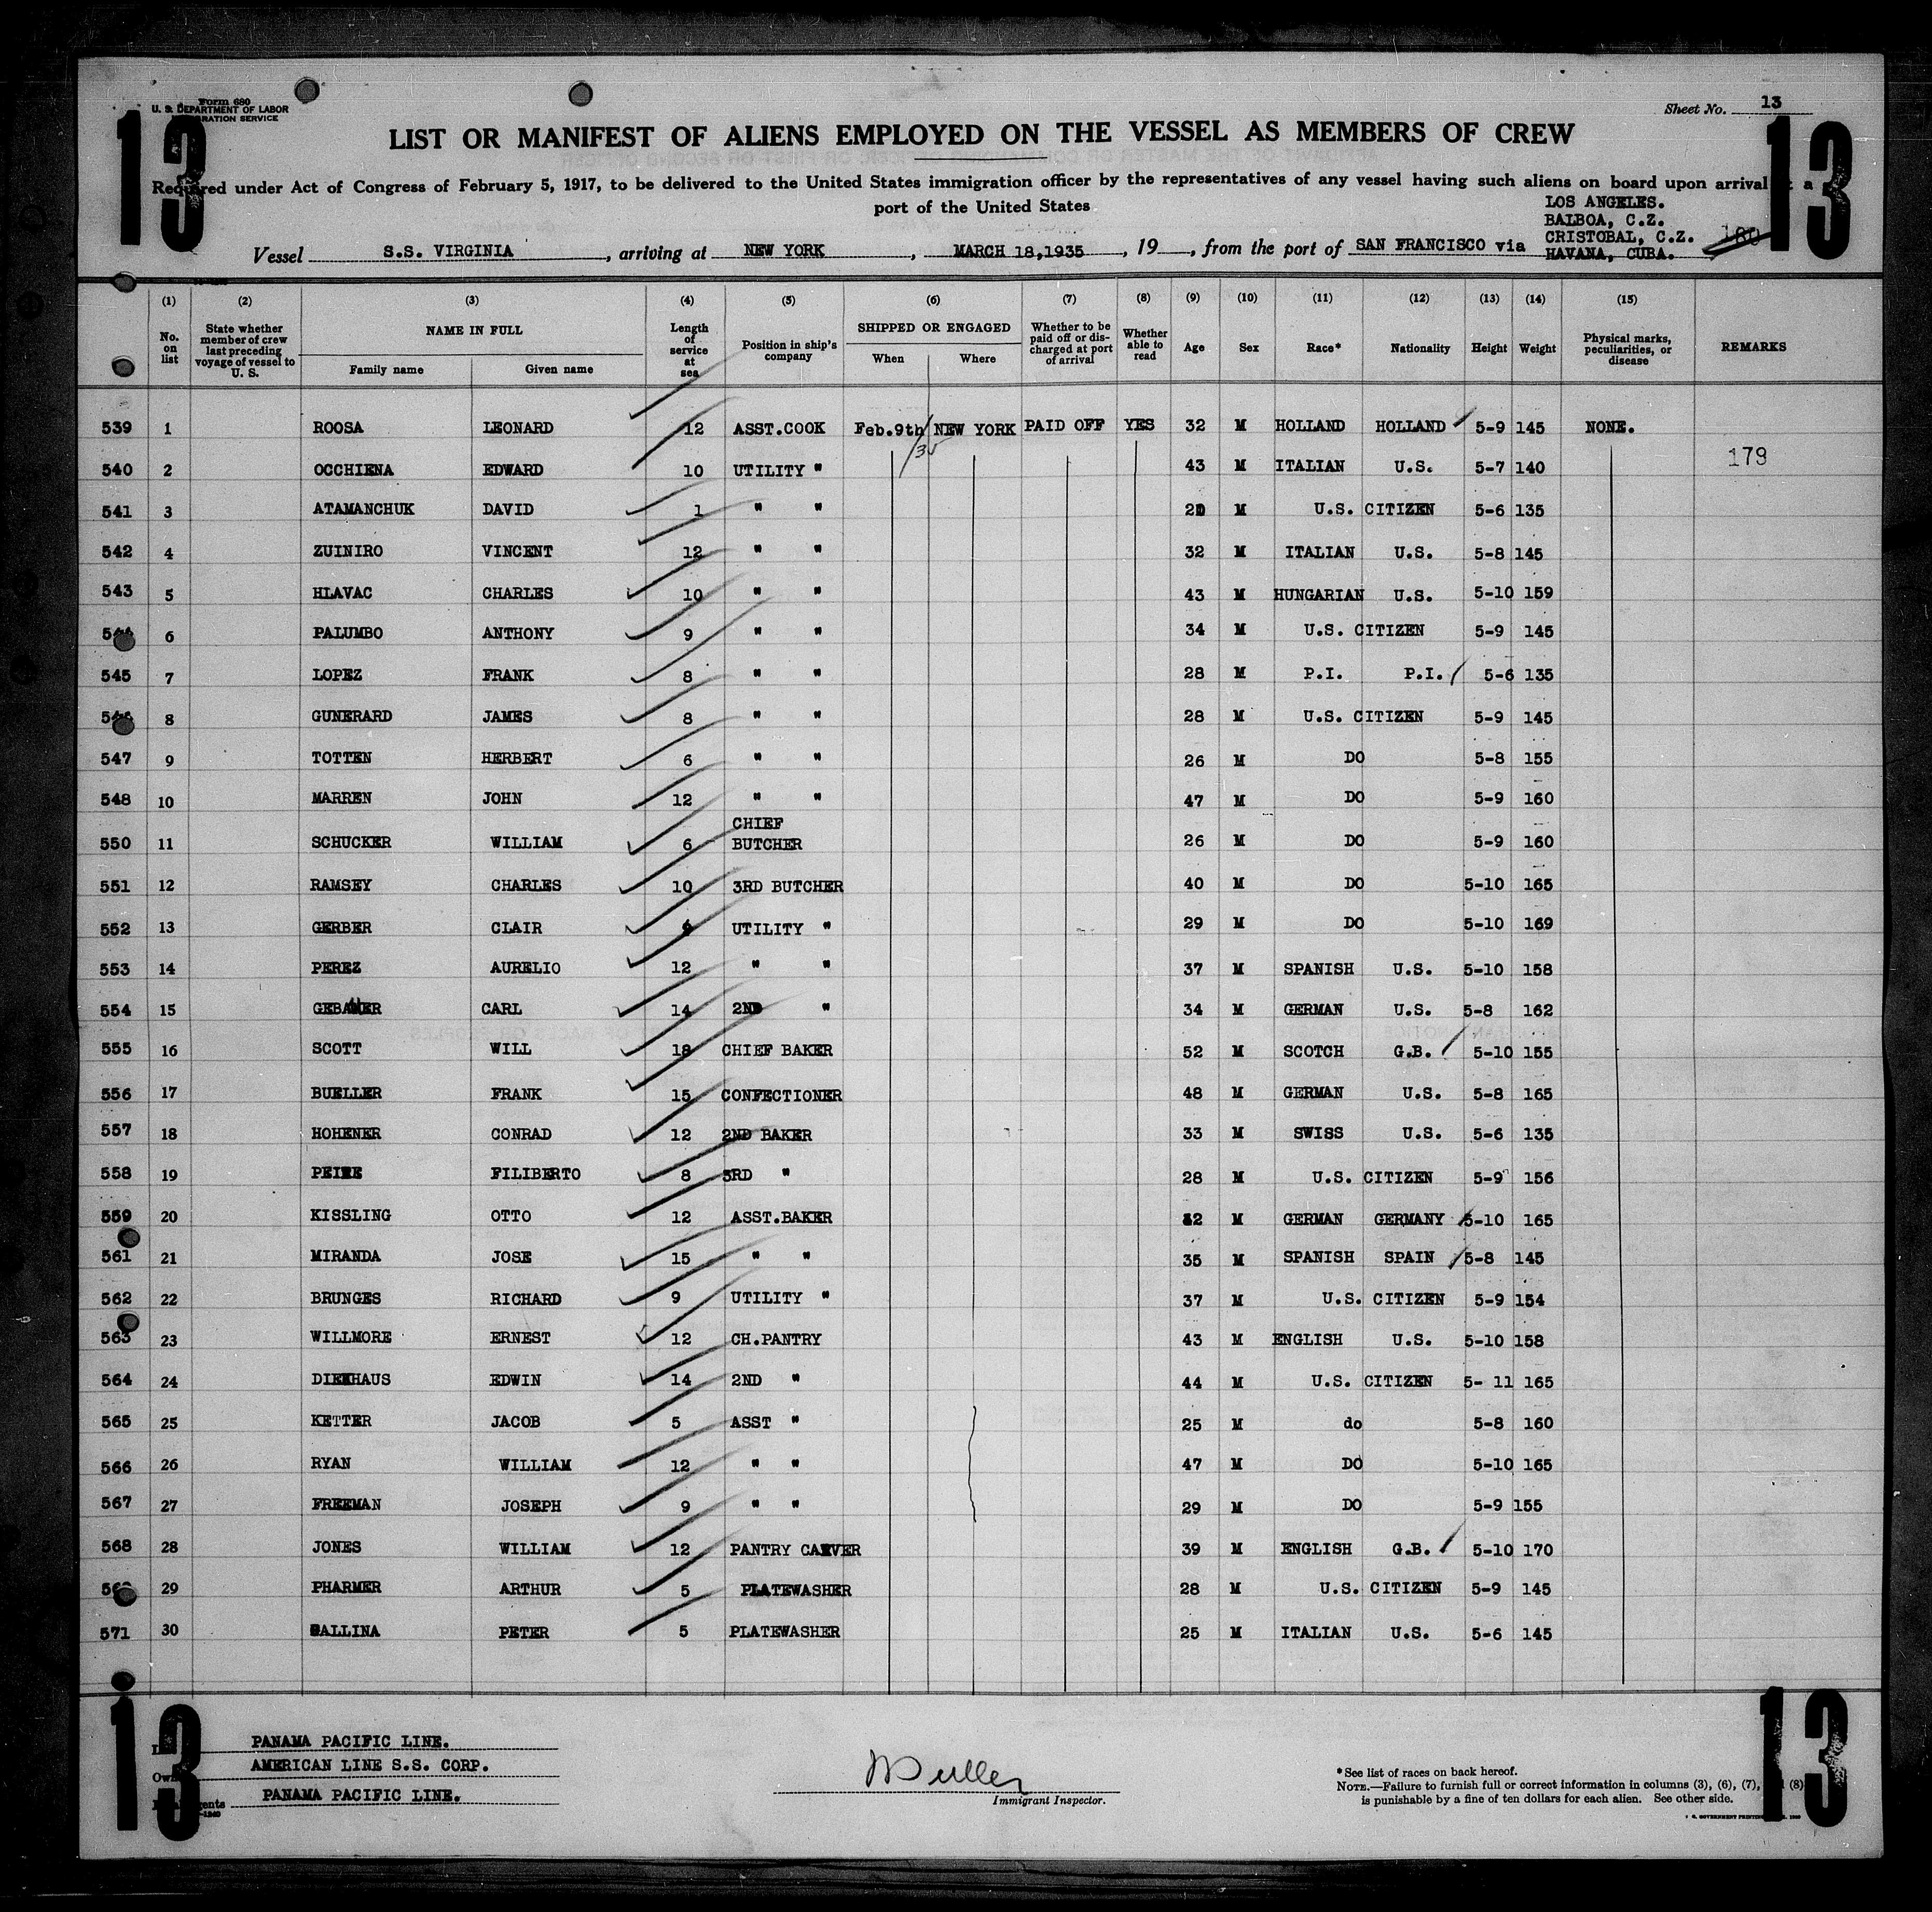 Form 680
U. S. DEPARTMENT OF LABOR
RATION SERVICE
13
Sheet No. 13
13
LIST OR MANIFEST OF ALIENS EMPLOYED ON THE VESSEL AS MEMBERS OF CREW
Required under Act of Congress of February 5, 1917, to be delivered to the United States immigration officer by the representatives of any vessel having such aliens on board upon arrival at a
port of the United States
LOS ANGELES.
BALBOA, C.Z.
CRISTOBAL, C.Z.
HAVANA, CUBA.
180
Vessel S.S. VIRGINIA, arriving at NEW YORK, MARCH 18,1935, 19, from the port of SAN FRANCISCO via
(1) (2) (3) (4) (5) (6) (7) (8) (9) (10) (11) (12) (13) (14) (15)
No. on list
State whether member of crew last preceding voyage of vessel to U. S.
NAME IN FULL
Family name Given name
Length of service at sea
Position in ship's company
SHIPPED OR ENGAGED
When Where
Whether to be paid off or discharged at port of arrival
Whether able to read
Age Sex Race* Nationality Height Weight
Physical marks, peculiarities, or disease
REMARKS
539 1 ROOSA LEONARD 12 ASST.COOK Feb.9th/35 NEW YORK PAID OFF YES 32 M HOLLAND HOLLAND 5-9 145 NONE.
540 2 OCCHIENA EDWARD 10 UTILITY " 43 M ITALIAN U.S. 5-7 140 179
541 3 ATAMANCHUK DAVID 1 " " M U.S. CITIZEN 5-6 135
542 4 ZUINIRO VINCENT 12 " " 32 M ITALIAN U.S. 5-8 145
543 5 HLAVAC CHARLES 10 " " 43 M HUNGARIAN U.S. 5-10 159
544 6 PALUMBO ANTHONY 9 " " 34 M U.S. CITIZEN 5-9 145
545 7 LOPEZ FRANK 8 " " 28 M P.I. P.I. 5-6 135
546 8 GUNERARD JAMES 8 " " 28 M U.S. CITIZEN 5-9 145
547 9 TOTTEN HERBERT 6 " " 26 M DO 5-8 155
548 10 MARREN JOHN 12 " " 47 M DO 5-9 160
550 11 SCHUCKER WILLIAM 6 CHIEF BUTCHER 26 M DO 5-9 160
551 12 RAMSEY CHARLES 10 3RD BUTCHER 40 M DO 5-10 165
552 13 GERBER CLAIR UTILITY " 29 M DO 5-10 169
553 14 PEREZ AURELIO 12 " " 37 M SPANISH U.S. 5-10 158
554 15 GEBAUER CARL 14 2ND " 34 M GERMAN U.S. 5-8 162
555 16 SCOTT WILL 18 CHIEF BAKER 52 M SCOTCH G.B. 5-10 155
556 17 BUELLER FRANK 15 CONFECTIONER 48 M GERMAN U.S. 5-8 165
557 18 HOHENER CONRAD 12 2ND BAKER 33 M SWISS U.S. 5-6 135
558 19 FILIBERTO 8 3RD " 28 M U.S. CITIZEN 5-9 156
559 20 KISSLING OTTO 12 ASST.BAKER M GERMAN GERMANY 5-10 165
561 21 MIRANDA JOSE 15 " " 35 M SPANISH SPAIN 5-8 145
562 22 BRUNGES RICHARD 9 UTILITY " 37 M U.S. CITIZEN 5-9 154
563 23 WILLMORE ERNEST 12 CH.PANTRY 43 M ENGLISH U.S. 5-10 158
564 24 DIEKHAUS EDWIN 14 2ND " 44 M U.S. CITIZEN 5- 11 165
565 25 KETTER JACOB 5 ASST " 25 M do 5-8 160
566 26 RYAN WILLIAM 12 " " 47 M DO 5-10 165
567 27 FREEMAN JOSEPH 9 " " 29 M DO 5-9 155
568 28 JONES WILLIAM 12 PANTRY CARVER 39 M ENGLISH G.B. 5-10 170
29 PHARMER ARTHUR 5 PLATEWASHER 28 M U.S. CITIZEN 5-9 145
571 30 PETER 5 PLATEWASHER 25 M ITALIAN U.S. 5-6 145
13
PANAMA PACIFIC LINE.
AMERICAN LINE S.S. CORP.
PANAMA PACIFIC LINE.
Muller
Immigrant Inspector.
*See list of races on back hereof.
NOTE.—Failure to furnish full or correct information in columns (3), (6), (7), (8)
is punishable by a fine of ten dollars for each alien. See other side.
13